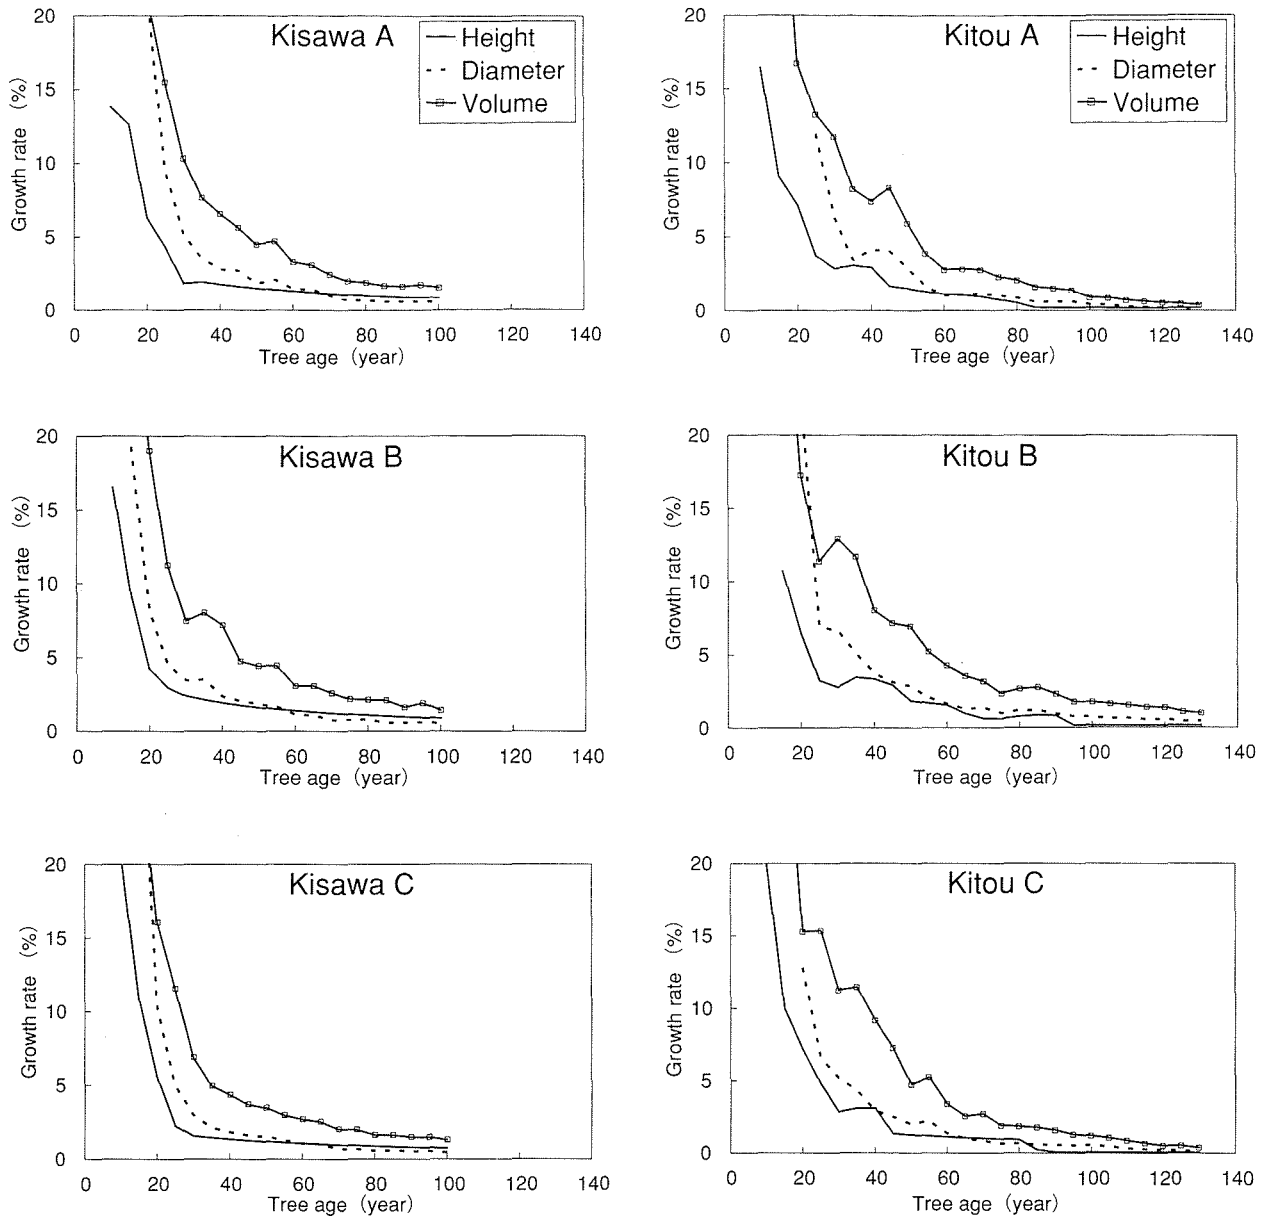 Kisawa A
Height
Diameter
Volume
Growth rate (%)
20
15
10
5
0
0 20 40 60 80 100 120 140
Tree age (year)
Kitou A
Height
Diameter
Volume
Growth rate (%)
20
15
10
5
0
0 20 40 60 80 100 120 140
Tree age (year)
Kisawa B
Growth rate (%)
20
15
10
5
0
0 20 40 60 80 100 120 140
Tree age (year)
Kitou B
Growth rate (%)
20
15
10
5
0
0 20 40 60 80 100 120 140
Tree age (year)
Kisawa C
Growth rate (%)
20
15
10
5
0
0 20 40 60 80 100 120 140
Tree age (year)
Kitou C
Growth rate (%)
20
15
10
5
0
0 20 40 60 80 100 120 140
Tree age (year)